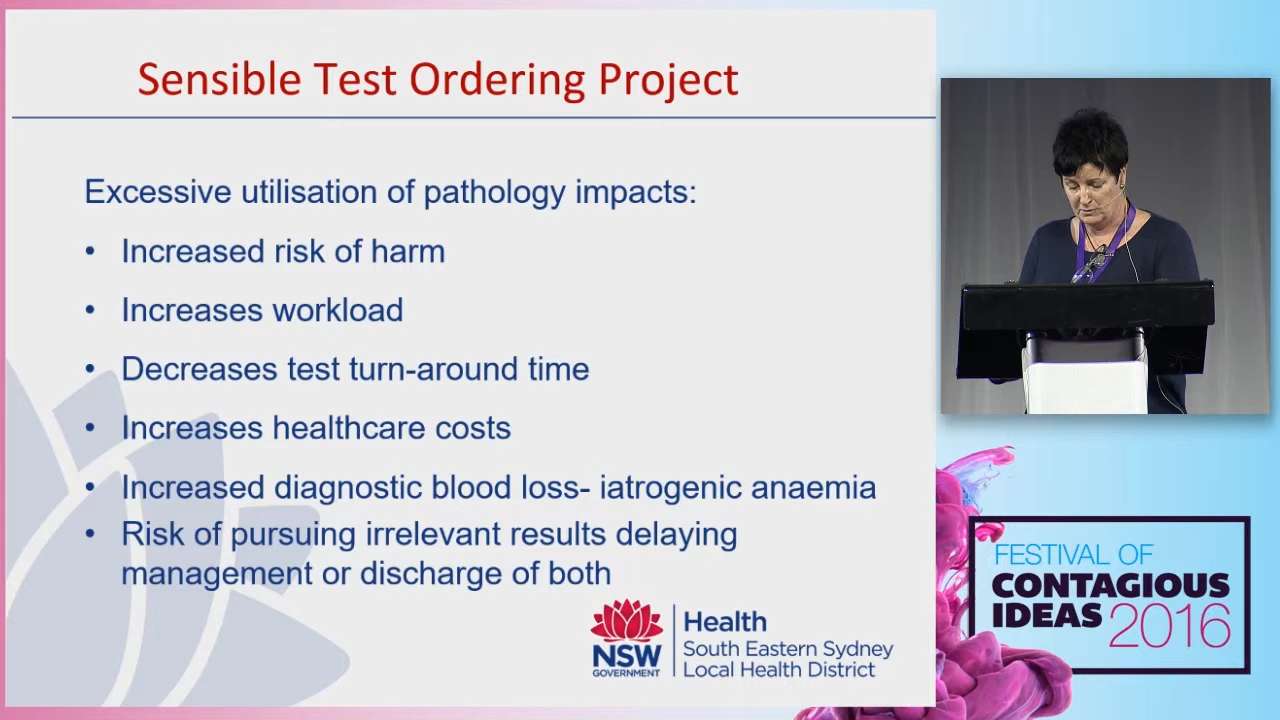 Sensible Test Ordering Project
Excessive utilisation of pathology impacts:
• Increased risk of harm
• Increases workload
• Decreases test turn-around time
• Increases healthcare costs
• Increased diagnostic blood loss- iatrogenic anaemia
• Risk of pursuing irrelevant results delaying
management or discharge of both
NSW
GOVERNMENT
Health
South Eastern Sydney
Local Health District
FESTIVAL OF
CONTAGIOUS
IDEAS 2016